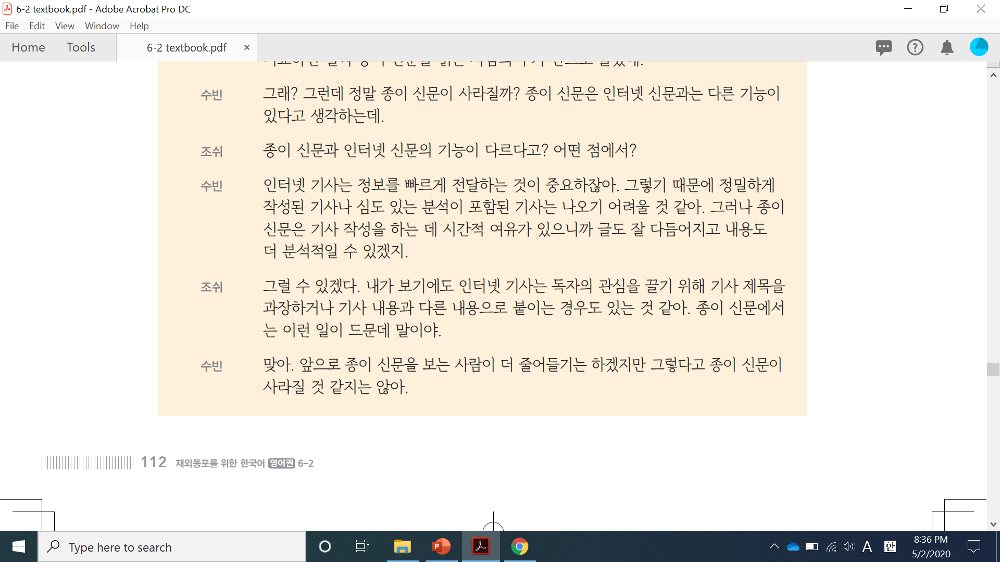 6-2 textbook.pdf - Adobe Acrobat Pro DC
File Edit View Window Help
Home Tools 6-2 textbook.pdf ×
수빈 그래? 그런데 정말 종이 신문이 사라질까? 종이 신문은 인터넷 신문과는 다른 기능이
있다고 생각하는데.
조쉬 종이 신문과 인터넷 신문의 기능이 다르다고? 어떤 점에서?
수빈 인터넷 기사는 정보를 빠르게 전달하는 것이 중요하잖아. 그렇기 때문에 정밀하게
작성된 기사나 심도 있는 분석이 포함된 기사는 나오기 어려울 것 같아. 그러나 종이
신문은 기사 작성을 하는 데 시간적 여유가 있으니까 글도 잘 다듬어지고 내용도
더 분석적일 수 있겠지.
조쉬 그럴 수 있겠다. 내가 보기에도 인터넷 기사는 독자의 관심을 끌기 위해 기사 제목을
과장하거나 기사 내용과 다른 내용으로 붙이는 경우도 있는 것 같아. 종이 신문에서
는 이런 일이 드문데 말이야.
수빈 맞아. 앞으로 종이 신문을 보는 사람이 더 줄어들기는 하겠지만 그렇다고 종이 신문이
사라질 것 같지는 않아.
112 재외동포를 위한 한국어 영어권 6-2
Type here to search
A 한 8:36 PM
5/2/2020